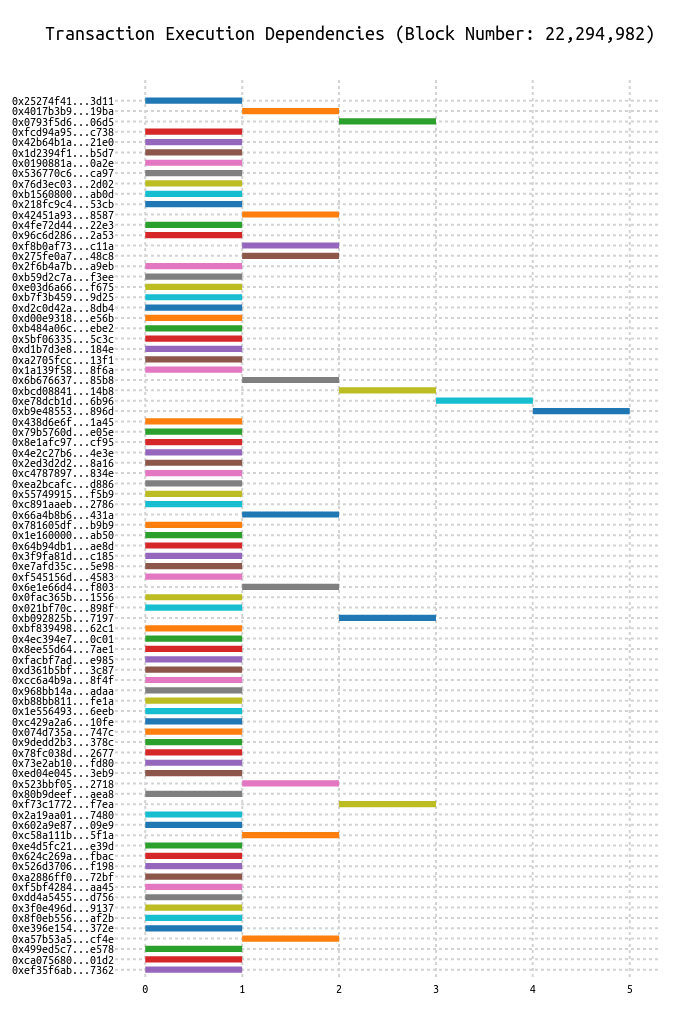 Transaction Execution Dependencies (Block Number: 22,294,982)
0x25274f41...3d11
0x4017b3b9...19ba
0x0793f5d6...06d5
0xfcd94a95...c738
0x42b64b1a...21e0
0x1d2394f1...b5d7
0x0190881a...0a2e
0x536770c6...ca97
0x76d3ec03...2d02
0xb1560800...ab0d
0x218fc9c4...53cb
0x42451a93...8587
0x4fe72d44...22e3
0x96c6d286...2a53
0xf8b0af73...c11a
0x275fe0a7...48c8
0x2f6b4a7b...a9eb
0xb59d2c7a...f3ee
0xe03d6a66...f675
0xb7f3b459...9d25
0xd2c0d42a...8db4
0xd00e9318...e56b
0xb484a06c...ebe2
0x5bf06335...5c3c
0xd1b7d3e8...184e
0xa2705fcc...13f1
0x1a139f58...8f6a
0x6b676637...85b8
0xbcd08841...14b8
0xe78dcb1d...6b96
0xb9e48553...896d
0x438d6e6f...1a45
0x79b5760d...e05e
0x8e1afc97...cf95
0x4e2c27b6...4e3e
0x2ed3d2d2...8a16
0xc4787897...834e
0xea2bcafc...d886
0x55749915...f5b9
0xc891aaeb...2786
0x66a4b8b6...431a
0x781605df...b9b9
0x1e160000...ab50
0x64b94db1...ae8d
0x3f9fa81d...c185
0xe7afd35c...5e98
0xf545156d...4583
0x6e1e66d4...f803
0x0fac365b...1556
0x021bf70c...898f
0xb092825b...7197
0xbf839498...62c1
0x4ec394e7...0c01
0x8ee55d64...7ae1
0xfacbf7ad...e985
0xd361b5bf...3c87
0xcc6a4b9a...8f4f
0x968bb14a...adaa
0xb88bb811...fe1a
0x1e556493...6eeb
0xc429a2a6...10fe
0x074d735a...747c
0x9dedd2b3...378c
0x78fc038d...2677
0x73e2ab10...fd80
0xed04e045...3eb9
0x523bbf05...2718
0x80b9deef...aea8
0xf73c1772...f7ea
0x2a19aa01...7480
0x602a9e87...09e9
0xc58a111b...5f1a
0xe4d5fc21...e39d
0x624c269a...fbac
0x526d3706...f198
0xa2886ff0...72bf
0xf5bf4284...aa45
0xdd4a5455...d756
0x3f0e496d...9137
0x8f0eb556...af2b
0xe396e154...372e
0xa57b53a5...cf4e
0x499ed5c7...e578
0xca075680...01d2
0xef35f6ab...7362
0 1 2 3 4 5